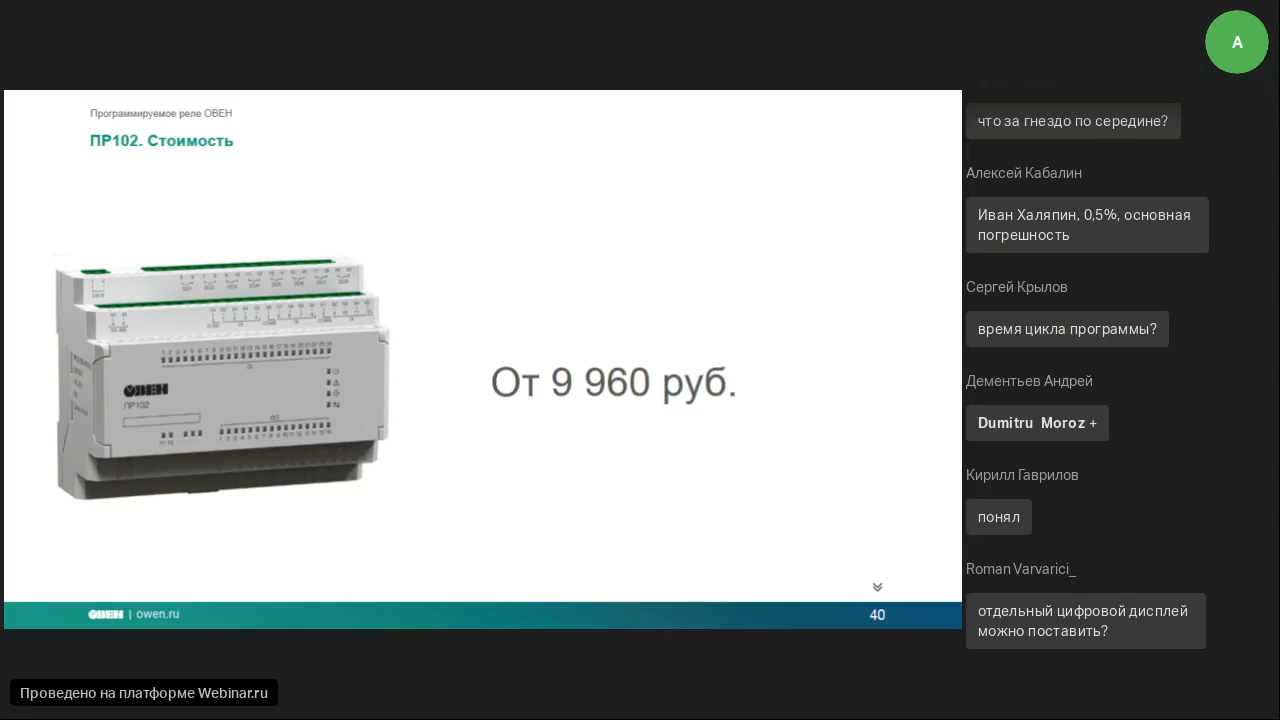 A
Программируемое реле ОВЕН
ПР102. Стоимость
ОВЕН
ПР102
От 9 960 руб.
ОВЕН | owen.ru
40
что за гнездо по середине?
Алексей Кабалин
Иван Халяпин, 0,5%, основная
погрешность
Сергей Крылов
время цикла программы?
Дементьев Андрей
Dumitru Moroz +
Кирилл Гаврилов
понял
Roman Varvarici_
отдельный цифровой дисплей
можно поставить?
Проведено на платформе Webinar.ru